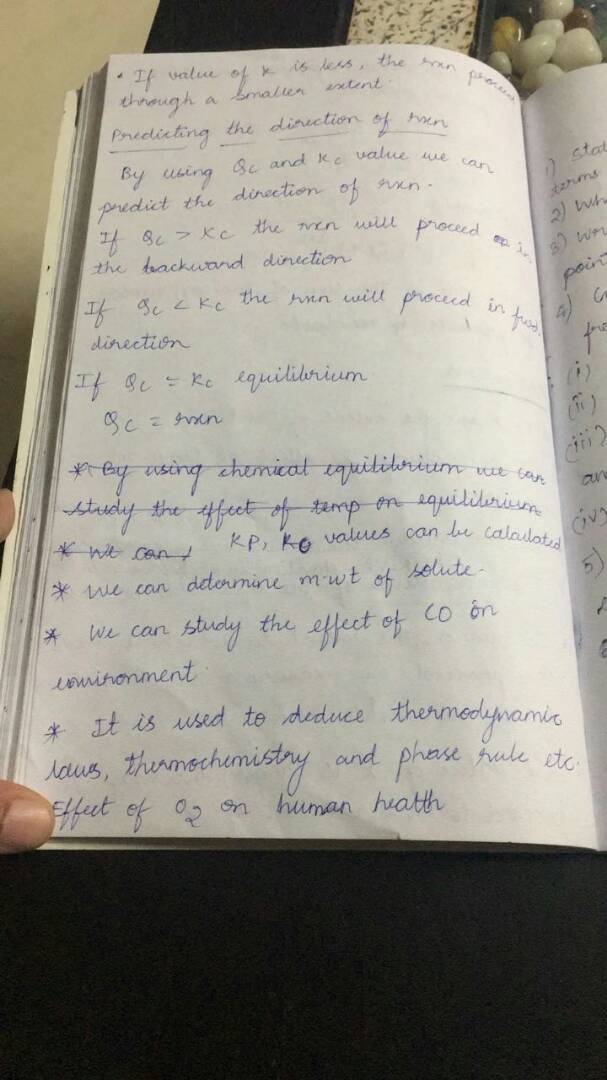 • If value of K is less, the rxn proceed
through a smaller extent.
Predicting the direction of rxn
By using Qc and Kc value we can
predict the direction of rxn.
If Qc > Kc the rxn will proceed in
the backward direction
If Qc < Kc the rxn will proceed in
direction
If Qc = Kc equilibrium
Qc = rxn
* By using chemical equilibrium we can
study the effect of temp on equilibrium
* We can, KP, KC values can be calculated
* We can determine m.wt of solute.
* We can study the effect of CO on
environment.
* It is used to deduce thermodynamic
laws, thermochemistry and phase rule etc.
Effect of O2 on human health
1) Stat
terms
2) Wh
3)
point
4)
(i)
(ii)
(iii)
an
(iv)
5)